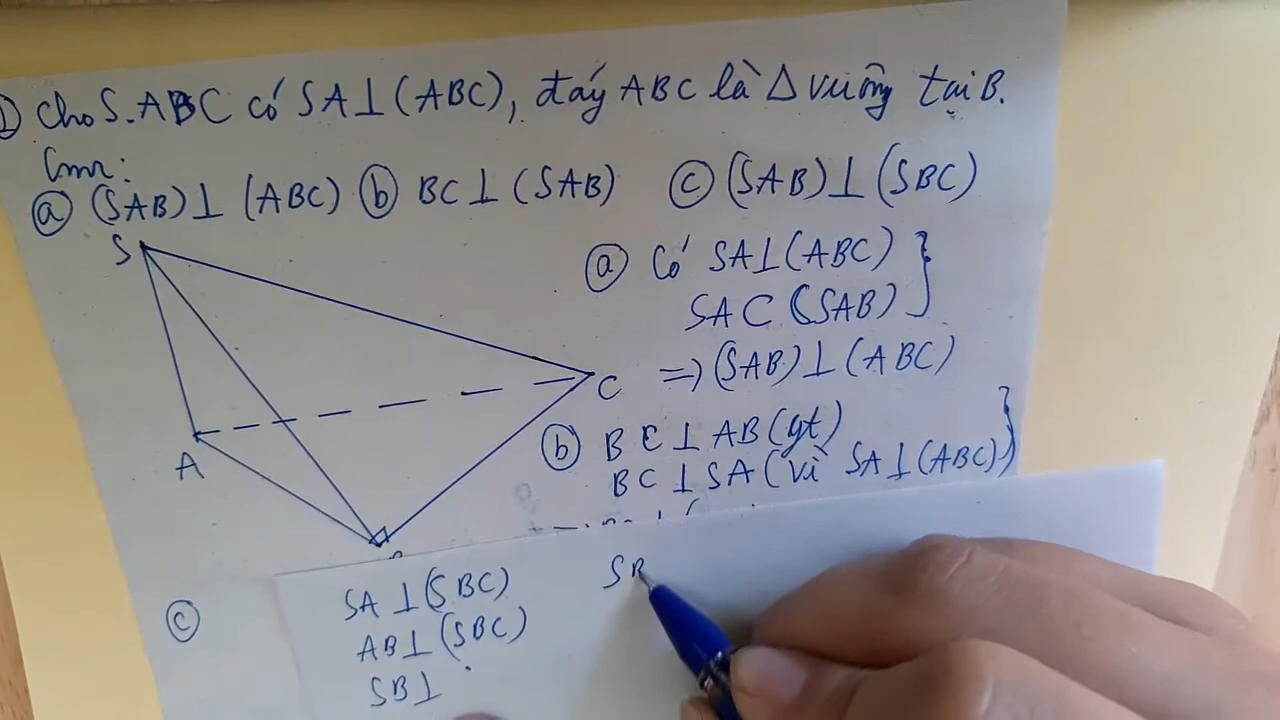 ① Cho S.ABC có SA⊥(ABC), đáy ABC là Δ vuông tại B.
Cmr:
ⓐ (SAB)⊥(ABC) ⓑ BC⊥(SAB) ⓒ (SAB)⊥(SBC)
S
A
C
ⓐ Có SA⊥(ABC)
SA⊂(SAB)
=> (SAB)⊥(ABC)
ⓑ BC⊥AB(gt)
BC⊥SA (vì SA⊥(ABC))
ⓒ
SA⊥(SBC)
AB⊥(SBC)
SB⊥
SB